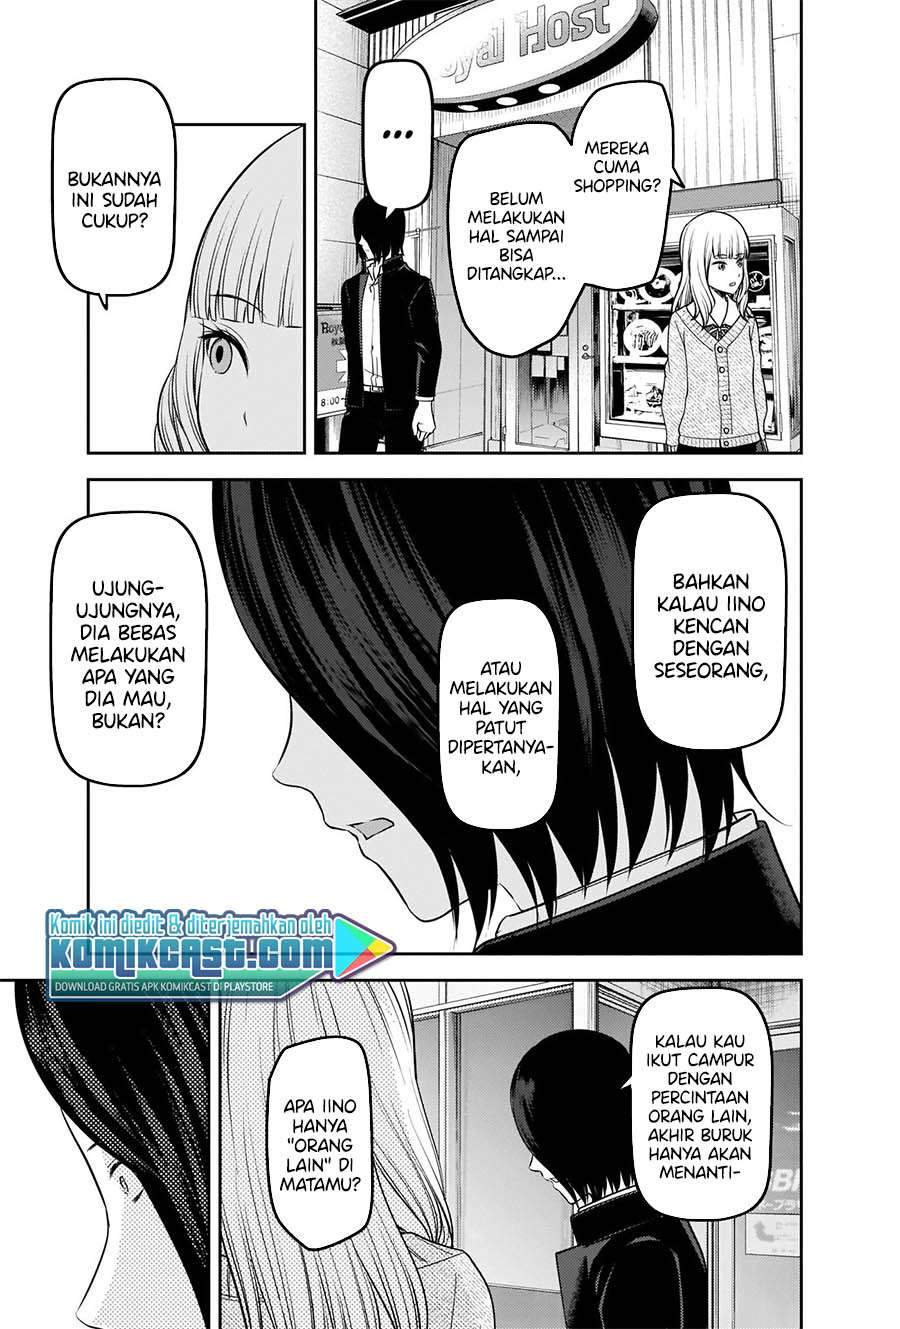 oyal Host
MEREKA
CUMA
SHOPPING?
BELUM
MELAKUKAN
HAL SAMPAI
BISA
DITANGKAP...
...
Roya
8:00~
BUKANNYA
INI SUDAH
CUKUP?
BAHKAN
KALAU IINO
KENCAN
DENGAN
SESEORANG,
ATAU
MELAKUKAN
HAL YANG
PATUT
DIPERTANYA-
KAN,
UJUNG-
UJUNGNYA,
DIA BEBAS
MELAKUKAN
APA YANG
DIA MAU,
BUKAN?
Komik ini diedit & diterjemahkan oleh
KOMIKCAST.COM
DOWNLOAD GRATIS APK KOMIKCAST DI PLAYSTORE
KALAU KAU
IKUT CAMPUR
DENGAN
PERCINTAAN
ORANG LAIN,
AKHIR BURUK
HANYA AKAN
MENANTI-
APA IINO
HANYA
"ORANG
LAIN" DI
MATAMU?